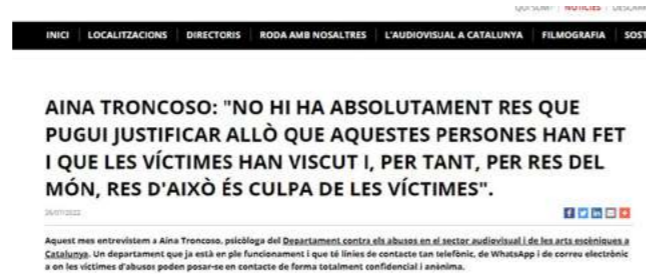 QUI SOM? NOTÍCIES DESCARR
INICI LOCALITZACIONS DIRECTORIS RODA AMB NOSALTRES L'AUDIOVISUAL A CATALUNYA FILMOGRAFIA SOST
AINA TRONCOSO: "NO HI HA ABSOLUTAMENT RES QUE
PUGUI JUSTIFICAR ALLÒ QUE AQUESTES PERSONES HAN FET
I QUE LES VÍCTIMES HAN VISCUT I, PER TANT, PER RES DEL
MÓN, RES D'AIXÒ ÉS CULPA DE LES VÍCTIMES".
26/07/2022
Aquest mes entrevistem a Aina Troncoso, psicòloga del Departament contra els abusos en el sector audiovisual i de les arts escèniques a
Catalunya. Un departament que ja està en ple funcionament i que té línies de contacte tan telefònic, de WhatsApp i de correu electrònic
a on les víctimes d'abusos poden posar-se en contacte de forma totalment confidencial i anònima.